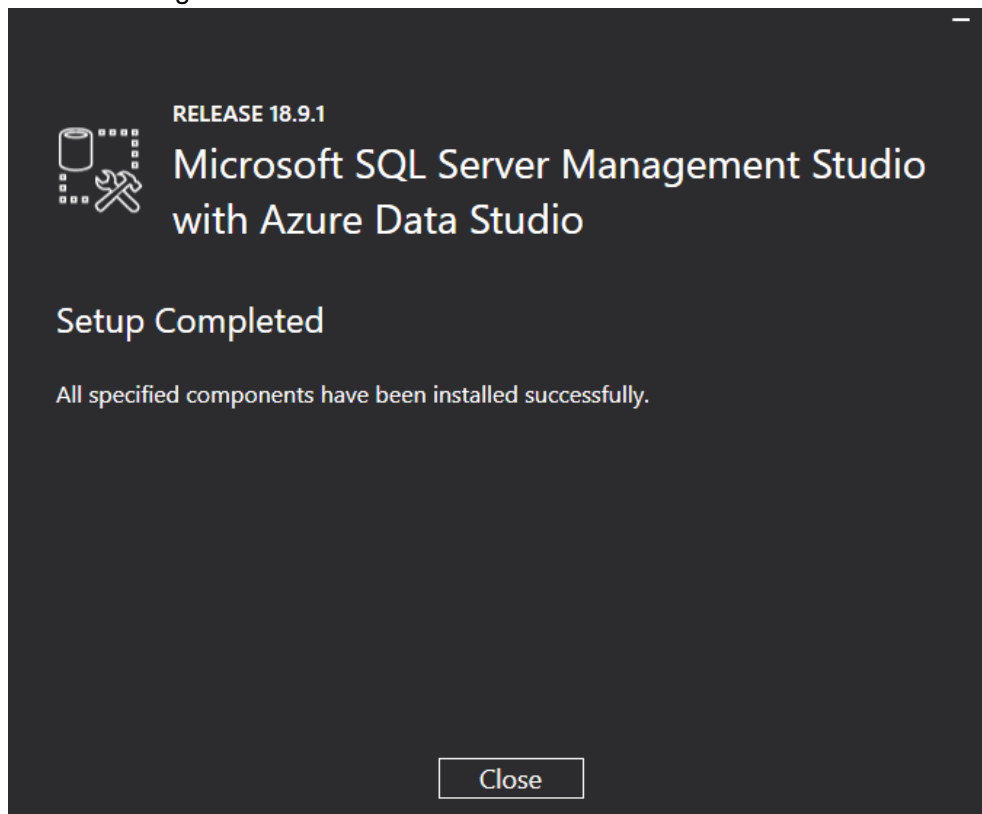 RELEASE 18.9.1
Microsoft SQL Server Management Studio
with Azure Data Studio
Setup Completed
All specified components have been installed successfully.
Close